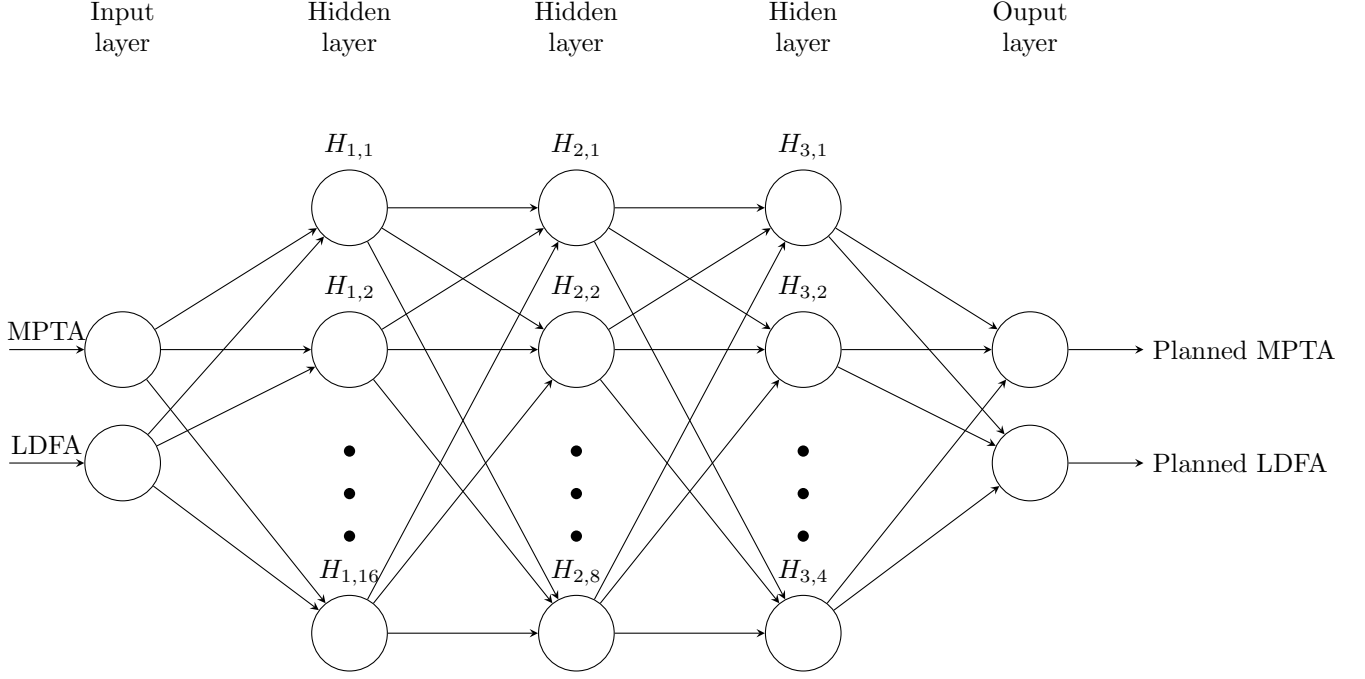 Input Hidden Hidden Hiden Ouput
layer layer layer layer layer
H1,1 H2,1 H3,1
H1,2 H2,2 H3,2
MPTA Planned MPTA
LDFA Planned LDFA
H1,16 H2,8 H3,4